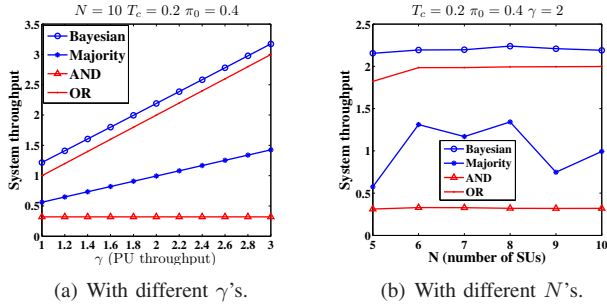 N = 10 T_c = 0.2 π_0 = 0.4
System throughput
3.5
3
2.5
2
1.5
1
0.5
0
Bayesian
Majority
AND
OR
1 1.2 1.4 1.6 1.8 2 2.2 2.4 2.6 2.8 3
γ (PU throughput)
(a) With different γ's.
T_c = 0.2 π_0 = 0.4 γ = 2
System throughput
2.5
2
1.5
1
0.5
0
Bayesian
Majority
AND
OR
5 6 7 8 9 10
N (number of SUs)
(b) With different N's.